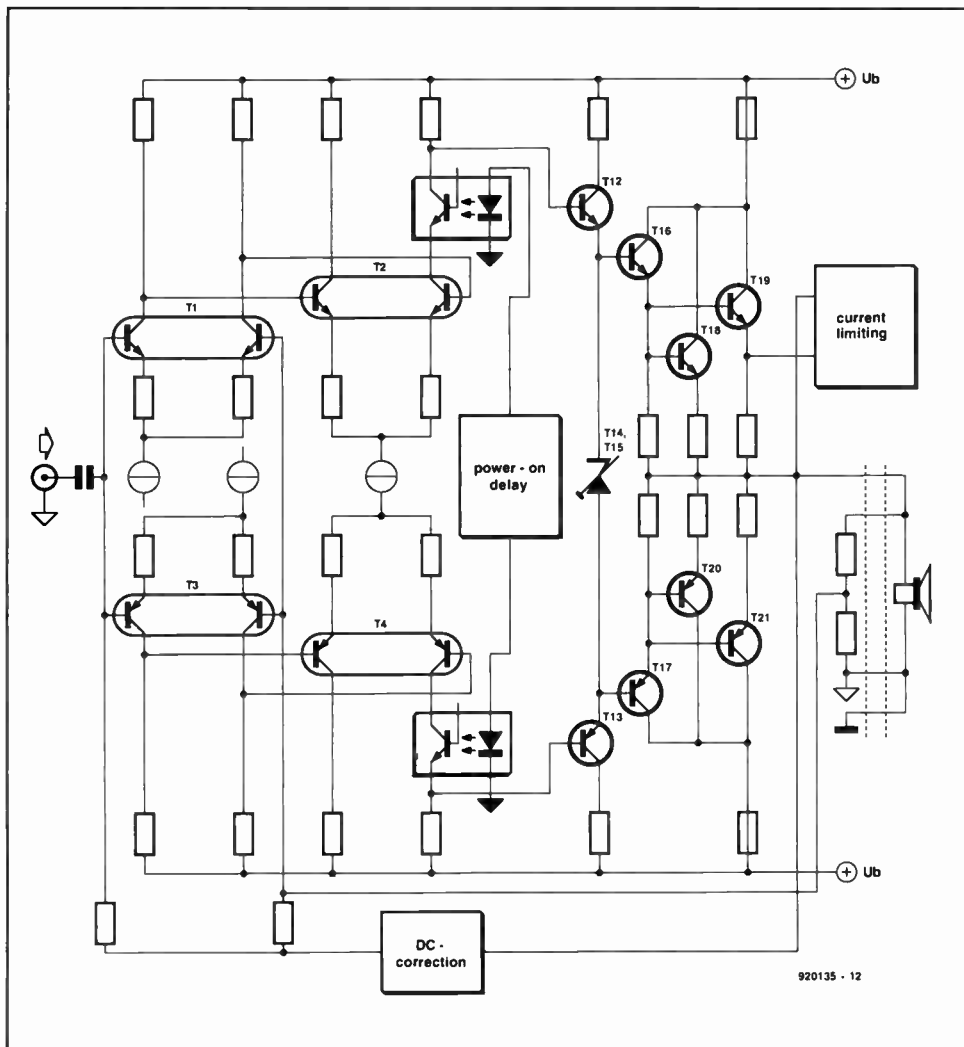 + Ub
T12
T16
T2
T19
T1
T18
current
limiting
T14,
T15
power - on
delay
T3
T20
T4
T21
T17
T13
+ Ub
DC -
correction
920135 - 12